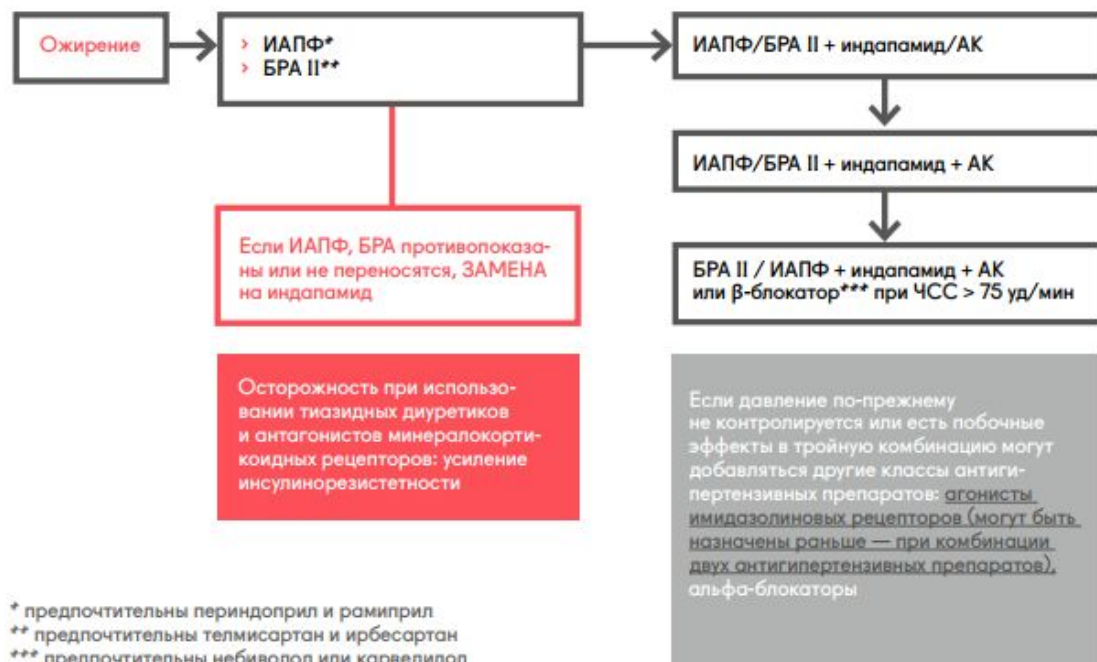 Ожирение
› ИАПФ*
› БРА II**
ИАПФ/БРА II + индапамид/АК
ИАПФ/БРА II + индапамид + АК
Если ИАПФ, БРА противопоказа-
ны или не переносятся, ЗАМЕНА
на индапамид
БРА II / ИАПФ + индапамид + АК
или β-блокатор*** при ЧСС > 75 уд/мин
Осторожность при использо-
вании тиазидных диуретиков
и антагонистов минералокорти-
коидных рецепторов: усиление
инсулинорезистетности
Если давление по-прежнему
не контролируется или есть побочные
эффекты в тройную комбинацию могут
добавляться другие классы антиги-
пертензивных препаратов: агонисты
имидазолиновых рецепторов (могут быть
назначены раньше — при комбинации
двух антигипертензивных препаратов),
альфа-блокаторы
* предпочтительны периндоприл и рамиприл
** предпочтительны телмисартан и ирбесартан
*** предпочтительны небиволол или карведилол